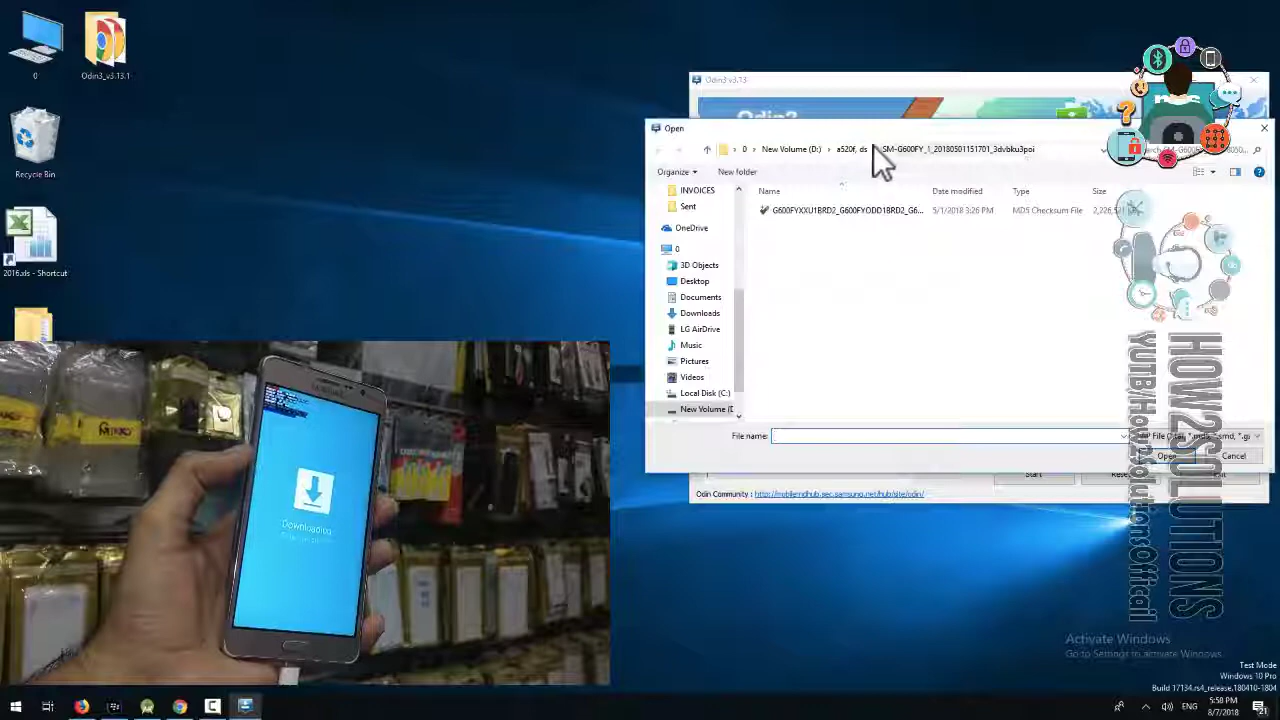 0
Odin3_v3.13.1
Recycle Bin
2016.xls - Shortcut
Odin3 v3.13
Open
0
New Volume (D:)
a520f, ds
SM-G600FY_1_20180501151701_3dvbku3poi
Organize
New folder
Name
Date modified
Type
Size
INVOICES
Sent
OneDrive
0
3D Objects
Desktop
Documents
Downloads
LG AirDrive
Music
Pictures
Videos
Local Disk (C:)
New Volume (D
G600FYXXU1BRD2_G600FYODD1BRD2_G6...
5/1/2018 3:26 PM
MD5 Checksum File
File name:
Open
Cancel
Start
Odin Community : http://mobilemdhub.sec.samsung.net/hub/site/odin/
Downloading
HOW2SOLUTIONS
Activate Windows
Go to Settings to activate Windows.
Test Mode
Windows 10 Pro
Build 17134.rs4_release.180410-1804
ENG
5:58 PM
8/7/2018
21